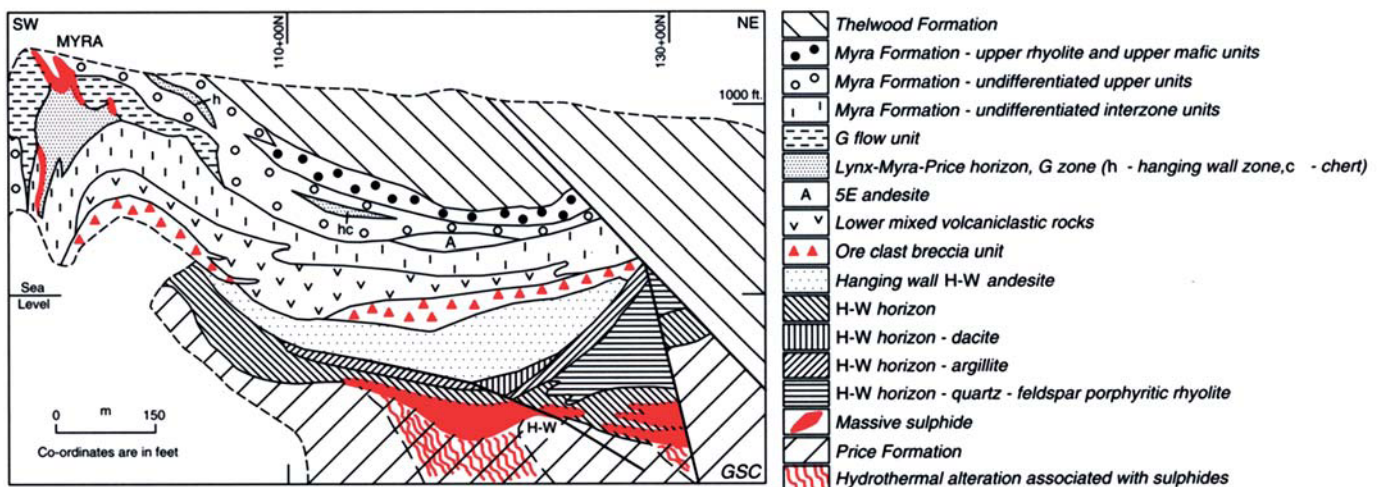 SW
NE
MYRA
110+00N
130+00N
1000 ft.
h
hc
A
Sea
Level
0 m 150
Co-ordinates are in feet
H-W
GSC
Thelwood Formation
Myra Formation - upper rhyolite and upper mafic units
Myra Formation - undifferentiated upper units
Myra Formation - undifferentiated interzone units
G flow unit
Lynx-Myra-Price horizon, G zone (h - hanging wall zone,c - chert)
A 5E andesite
Lower mixed volcaniclastic rocks
Ore clast breccia unit
Hanging wall H-W andesite
H-W horizon
H-W horizon - dacite
H-W horizon - argillite
H-W horizon - quartz - feldspar porphyritic rhyolite
Massive sulphide
Price Formation
Hydrothermal alteration associated with sulphides